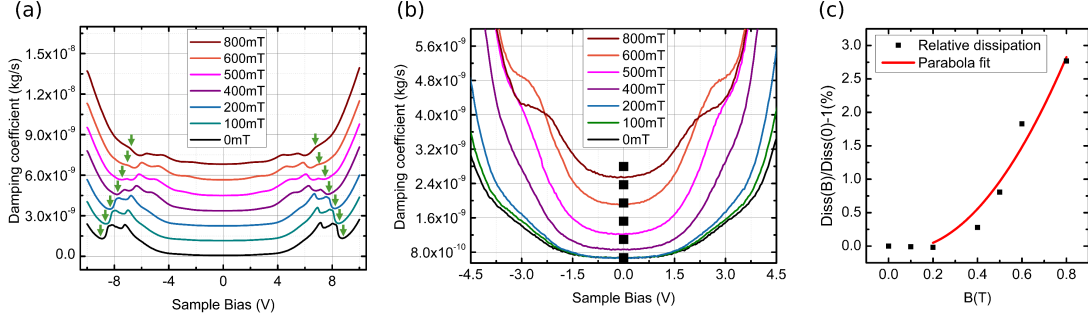 (a)
Damping coefficient (kg/s)
1.5x10⁻⁸
1.2x10⁻⁸
9.0x10⁻⁹
6.0x10⁻⁹
3.0x10⁻⁹
0.0
800mT
600mT
500mT
400mT
200mT
100mT
0mT
-8 -4 0 4 8
Sample Bias (V)
(b)
Damping coefficient (kg/s)
5.6x10⁻⁹
4.8x10⁻⁹
4.0x10⁻⁹
3.2x10⁻⁹
2.4x10⁻⁹
1.6x10⁻⁹
8.0x10⁻¹⁰
800mT
600mT
500mT
400mT
200mT
100mT
0mT
-4.5 -3.0 -1.5 0.0 1.5 3.0 4.5
Sample Bias (V)
(c)
Diss(B)/Diss(0)-1(%)
3.0
2.5
2.0
1.5
1.0
0.5
0.0
Relative dissipation
Parabola fit
0.0 0.2 0.4 0.6 0.8
B(T)